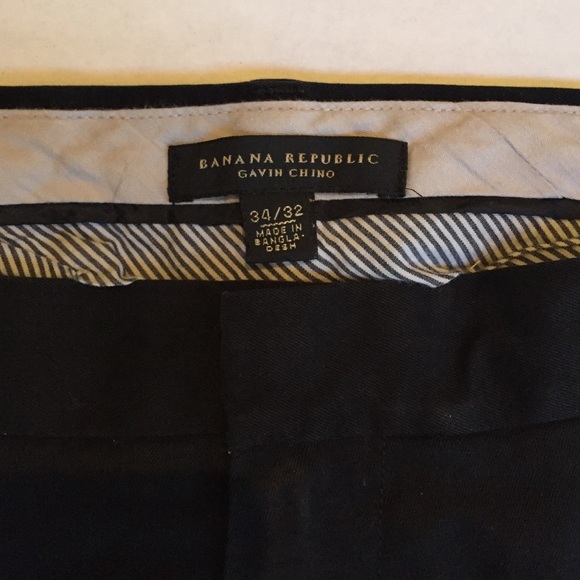 BANANA REPUBLIC
GAVIN CHINO
34/32
MADE IN
BANGLA-
DESH